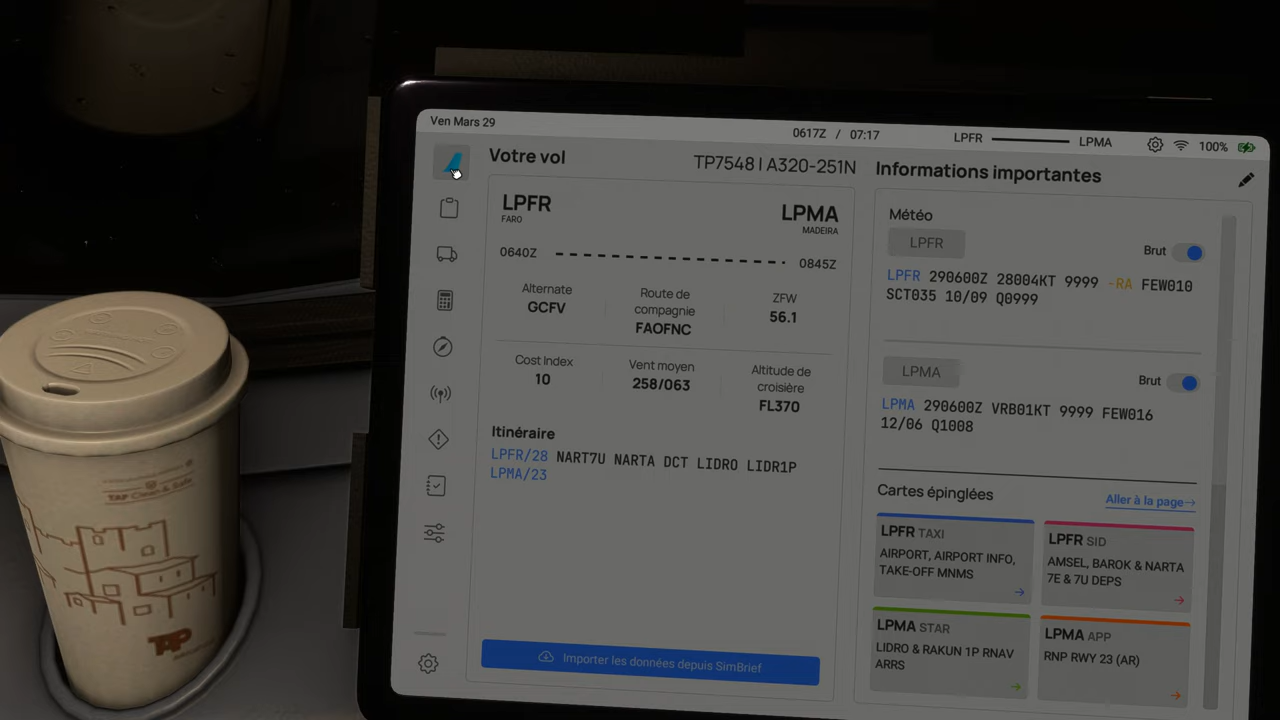 Ven Mars 29
0617Z / 07:17
LPFR LPMA
100%
Votre vol
TP7548 | A320-251N
LPFR
FARO
LPMA
MADEIRA
0640Z
0845Z
Alternate
GCFV
Route de
compagnie
FAOFNC
ZFW
56.1
Cost Index
10
Vent moyen
258/063
Altitude de
croisière
FL370
Itinéraire
LPFR/28 NART7U NARTA DCT LIDRO LIDR1P
LPMA/23
Importer les données depuis SimBrief
Informations importantes
Météo
LPFR
Brut
LPFR 290600Z 28004KT 9999 -RA FEW010
SCT035 10/09 Q0999
LPMA
Brut
LPMA 290600Z VRB01KT 9999 FEW016
12/06 Q1008
Cartes épinglées
Aller à la page→
LPFR TAXI
AIRPORT, AIRPORT INFO,
TAKE-OFF MNMS
LPFR SID
AMSEL, BAROK & NARTA
7E & 7U DEPS
LPMA STAR
LIDRO & RAKUN 1P RNAV
ARRS
LPMA APP
RNP RWY 23 (AR)
TAP Clean & Safe
TAP